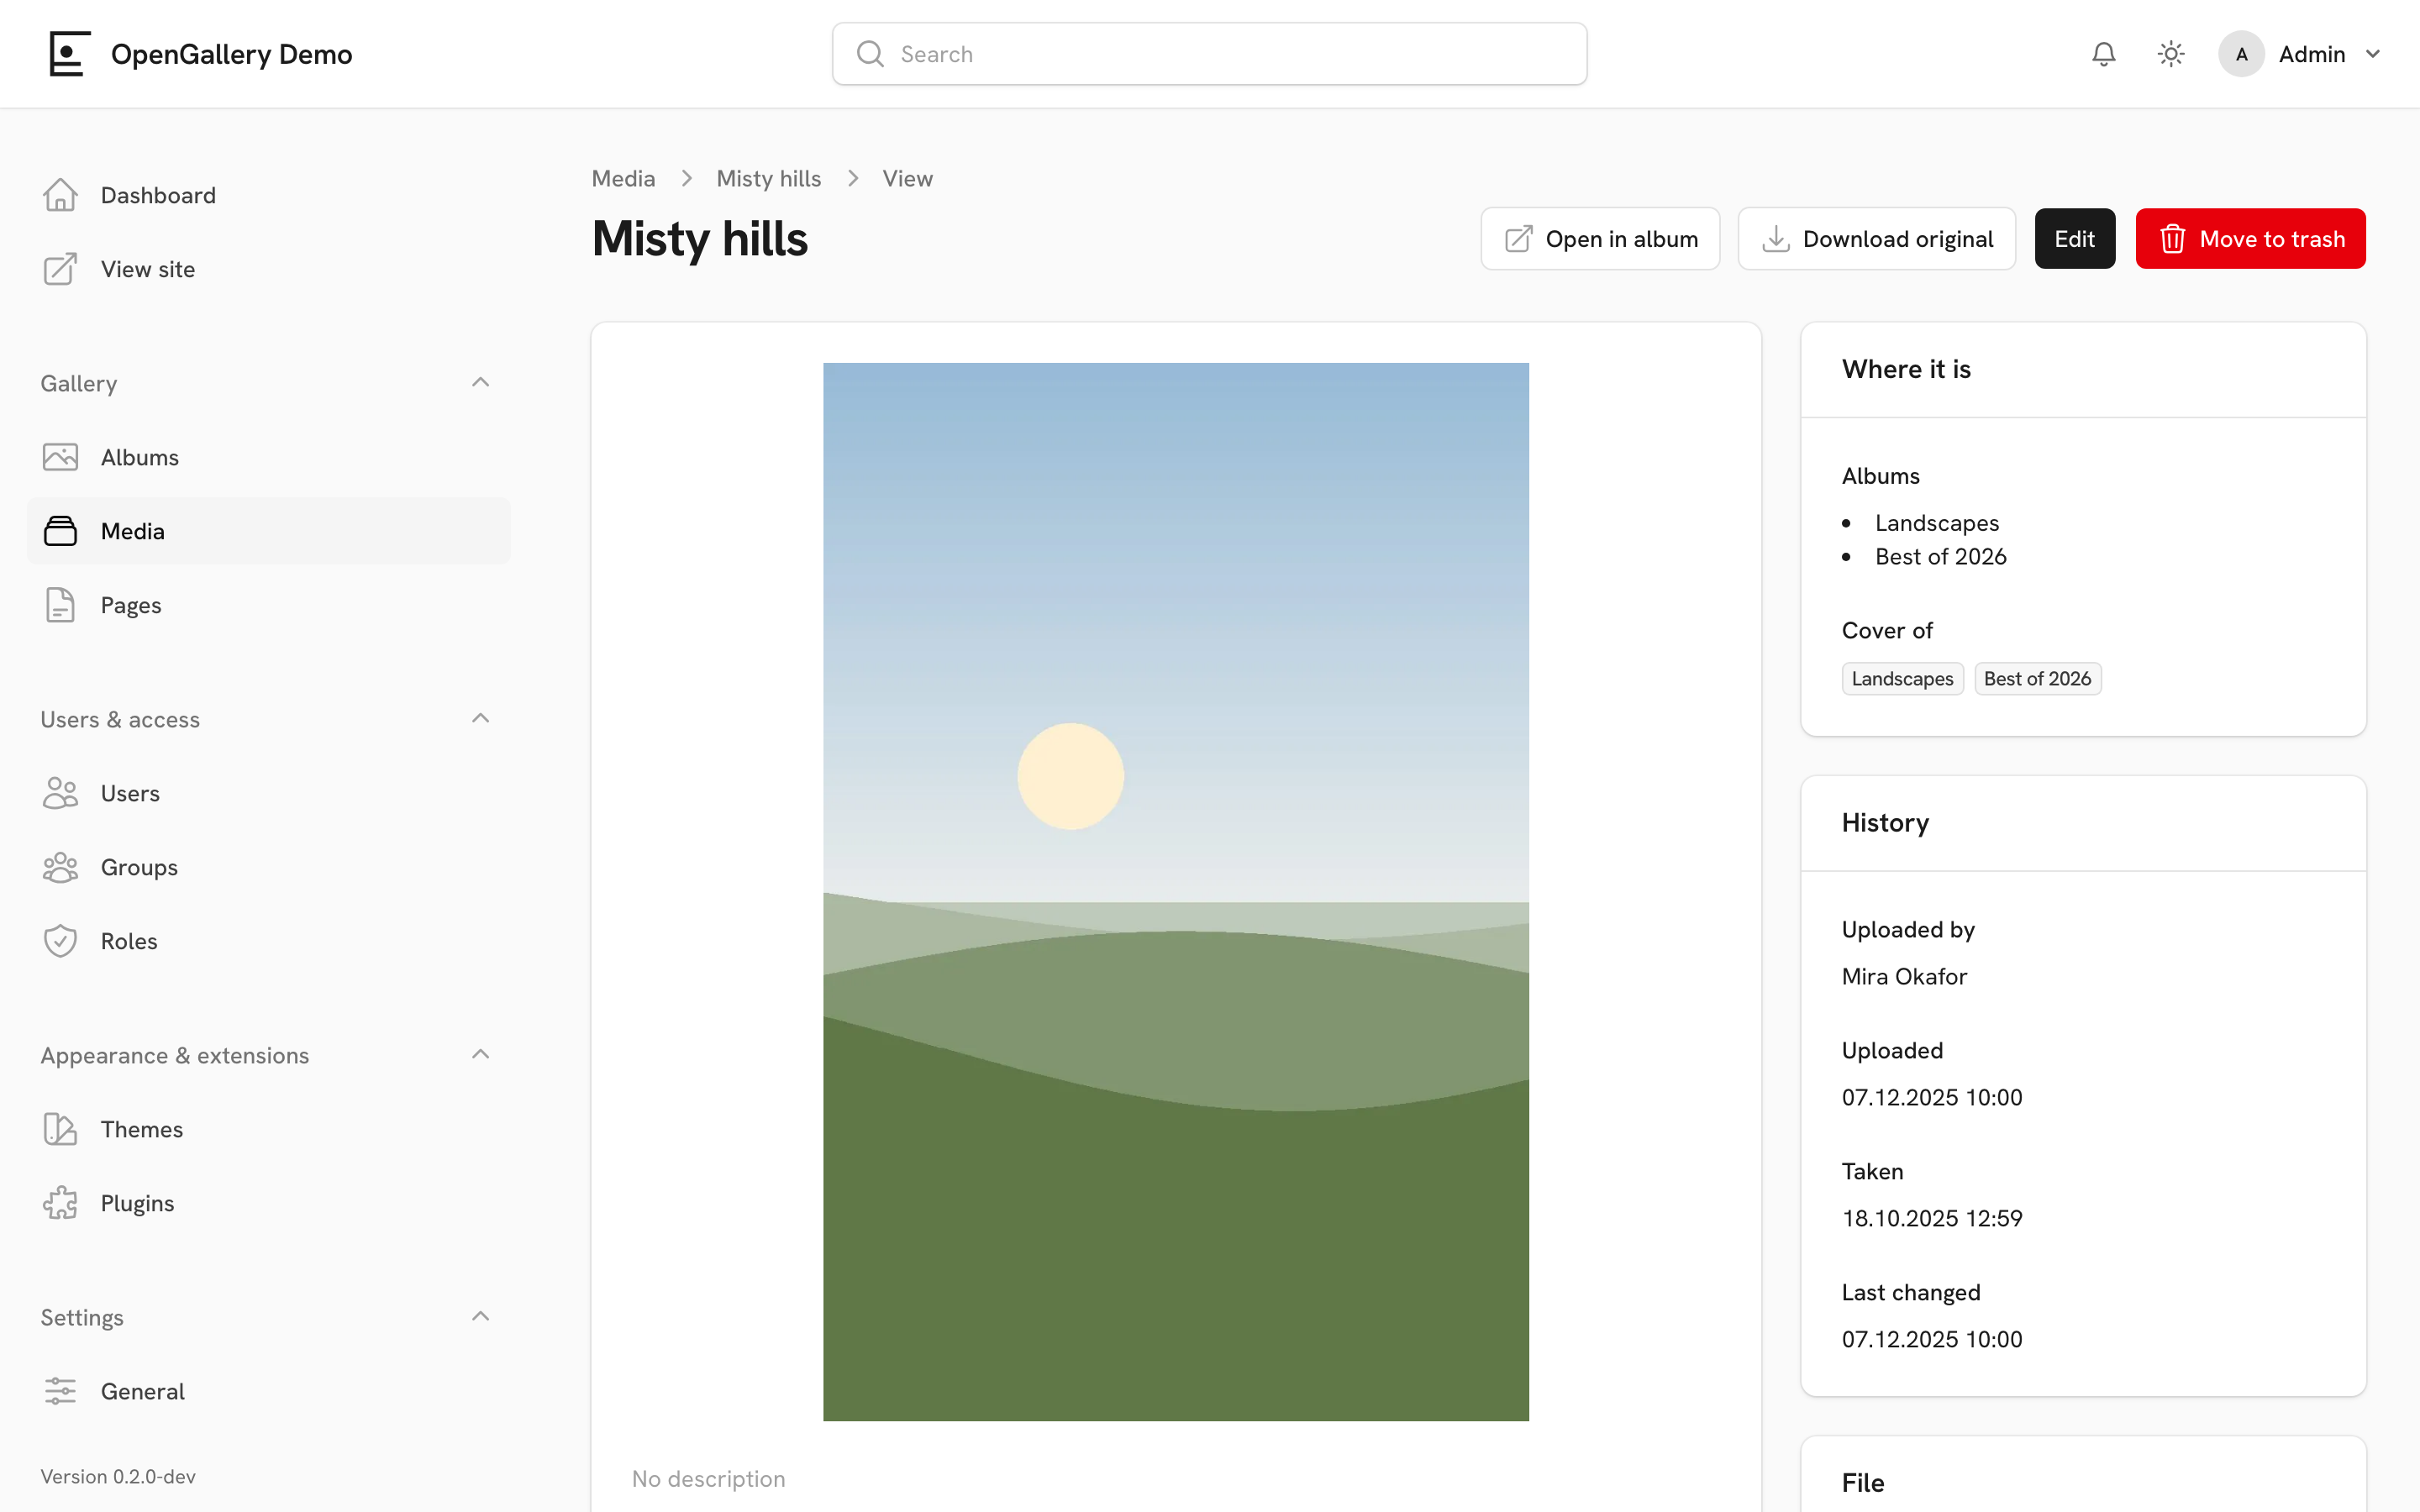 OpenGallery Demo
Search
A
Admin
Dashboard
View site
Gallery
Albums
Media
Pages
Users & access
Users
Groups
Roles
Appearance & extensions
Themes
Plugins
Settings
General
Version 0.2.0-dev
Media
Misty hills
View
Misty hills
Open in album
Download original
Edit
Move to trash
No description
Where it is
Albums
Landscapes
Best of 2026
Cover of
Landscapes
Best of 2026
History
Uploaded by
Mira Okafor
Uploaded
07.12.2025 10:00
Taken
18.10.2025 12:59
Last changed
07.12.2025 10:00
File